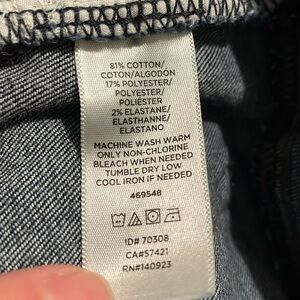 81% COTTON/
COTON/ALGODON
17% POLYESTER/
POLYESTER/
POLIÉSTER
2% ELASTANE/
ELASTHANNE/
ELASTANO
MACHINE WASH WARM
ONLY NON-CHLORINE
BLEACH WHEN NEEDED
TUMBLE DRY LOW
COOL IRON IF NEEDED
469548
ID# 70308
CA#57421
RN#140923